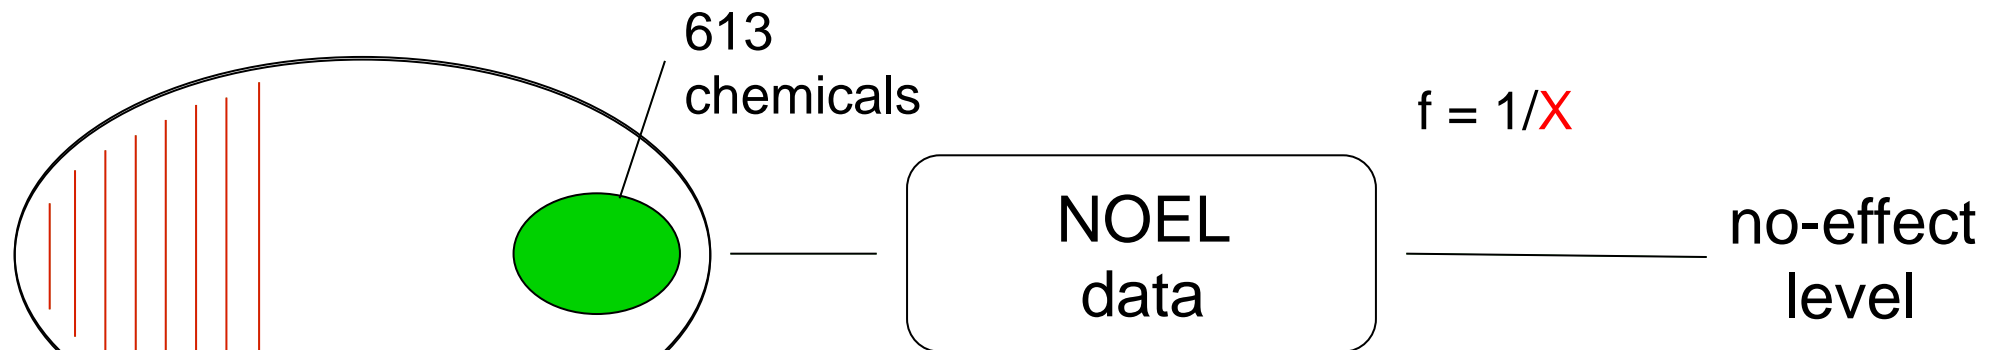 613
chemicals
f = 1/X
NOEL
data
no-effect
level